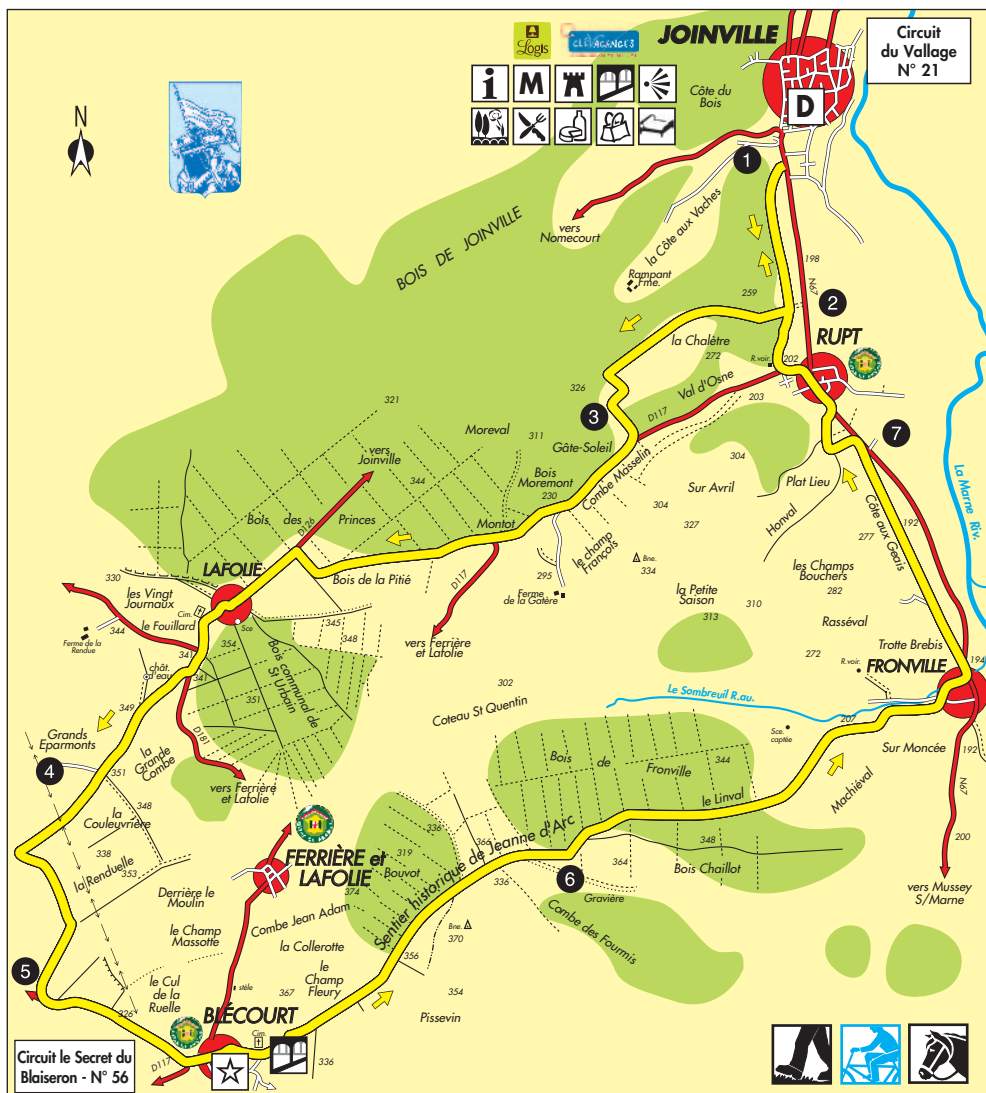 JOINVILLE
Circuit
du Vallage
N° 21
Logis
CLÉVACANCES
i
M
D
N
Côte du
Bois
1
vers
Nomecourt
la Côte aux Vaches
BOIS DE JOINVILLE
Rampant
Fme.
198
N67
259
2
la Chalètre
RUPT
272
R.voir.
202
Val d'Osne
326
203
D117
3
321
Moreval
311
Gâte-Soleil
7
vers
Joinville
Bois
Moremont
Combe Masselin
304
Plat Lieu
La Marne Riv.
344
230
Sur Avril
304
Honval
Côte aux Geais
192
Bois des Princes
D126
Montot
327
277
le champ
François
Bne.
334
les Champs
Bouchers
LAFOLIE
Bois de la Pitié
D117
295
282
330
les Vingt
Journaux
Ferme
de la Gatère
la Petite
Saison
310
Cim.
le Fouillard
Sce
345
313
Rasséval
344
354
348
Ferme de la
Rendue
341
vers Ferrière
et Lafolie
Trotte Brebis
272
R.voir.
194
FRONVILLE
chât.
d'eau
341
Bois communal de
St Urbain
351
302
Le Sombreuil R.au.
349
Coteau St Quentin
207
Sce.
captée
Grands
Eparmonts
la
Grande
Combe
D181
Sur Moncée
192
4
351
Bois de Fronville
344
348
vers Ferrière
et Lafolie
le Linval
Machiéval
N67
la
Couleuvrière
336
366
Sentier historique de Jeanne d'Arc
338
319
348
200
la Renduelle
353
FERRIÈRE et
LAFOLIE
Bouvot
364
Bois Chaillot
Derrière le
Moulin
374
336
6
Gravière
vers Mussey
S/Marne
le Champ
Massotte
Combe Jean Adam
Bne.
370
Combe des Fourmis
la Collerotte
356
5
le Cul
de la
Ruelle
stèle
le
Champ
Fleury
367
354
326
BLÉCOURT
Pissevin
Cim.
Circuit le Secret du
Blaiseron - N° 56
D117
336